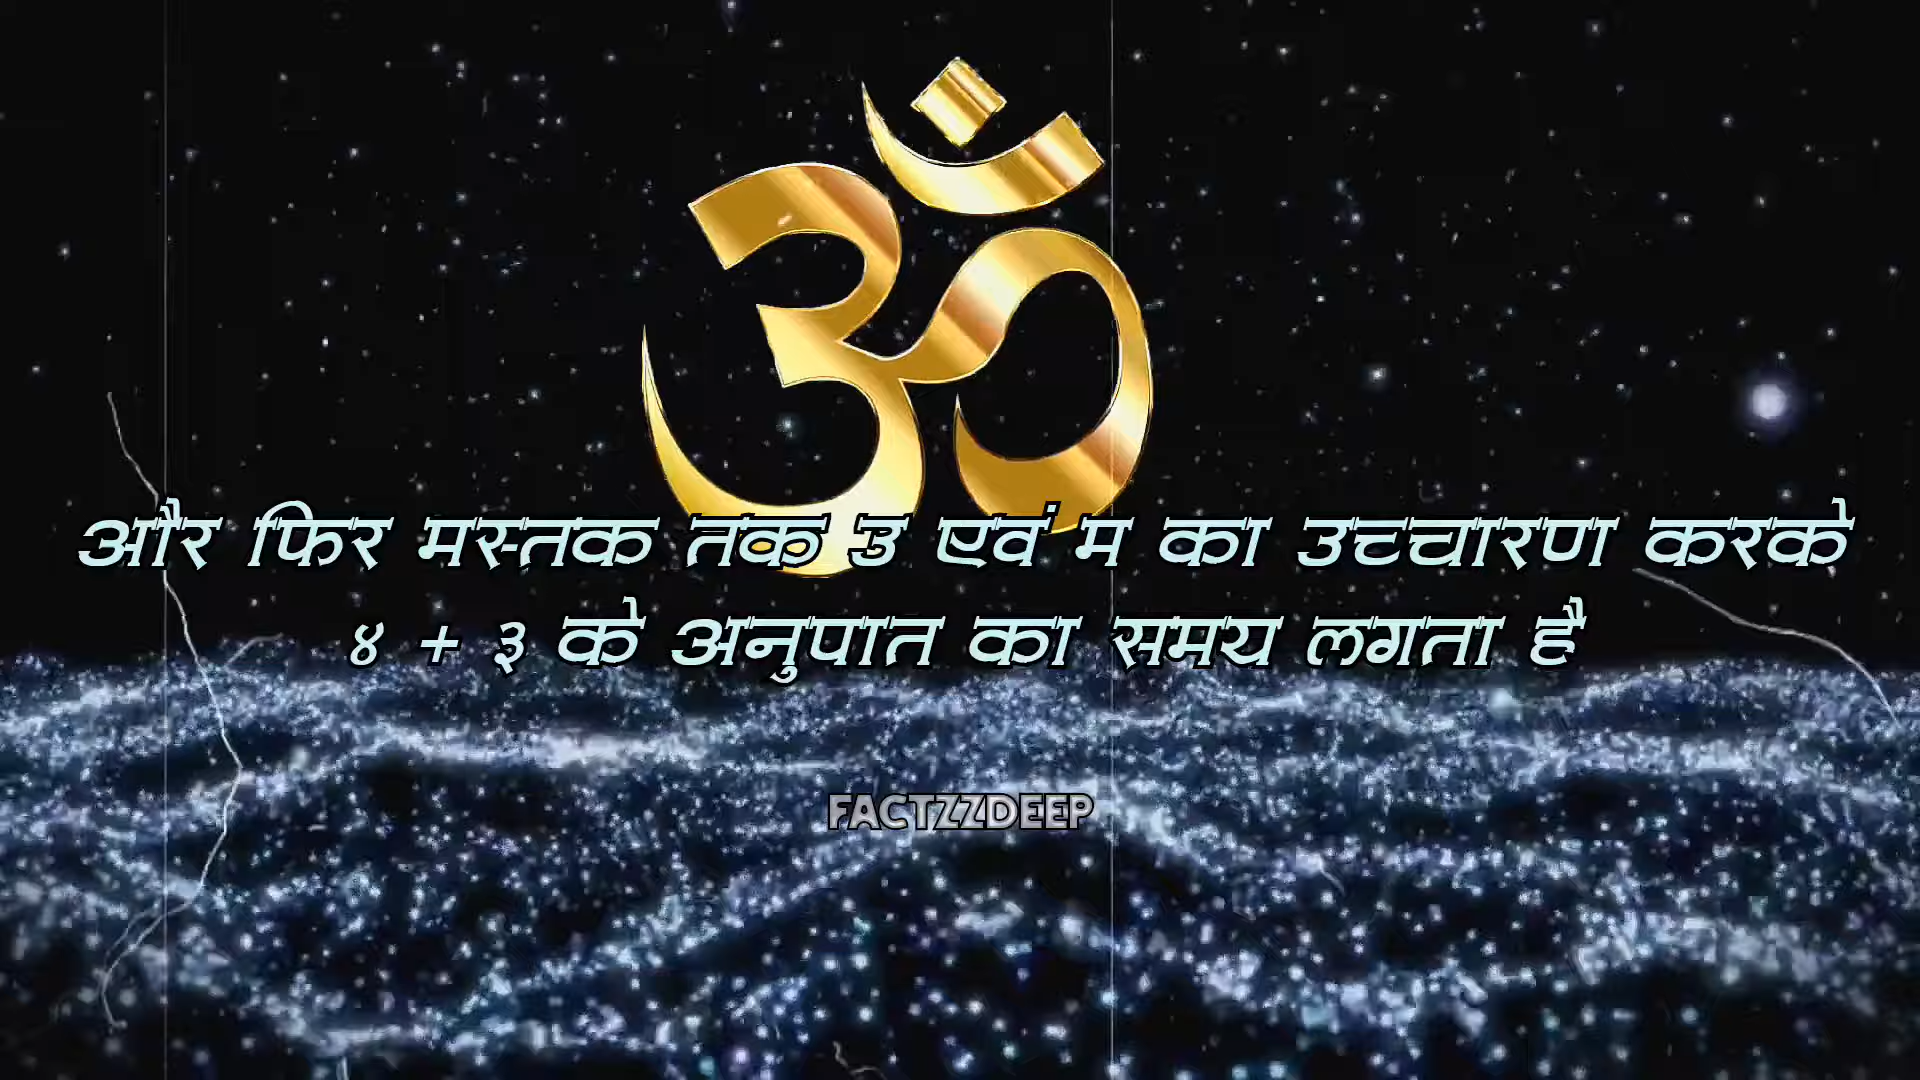 और फिर मस्तक तक उ एवं म का उच्चारण करके
४ + ३ के अनुपात का समय लगता है
FACTZZDEEP